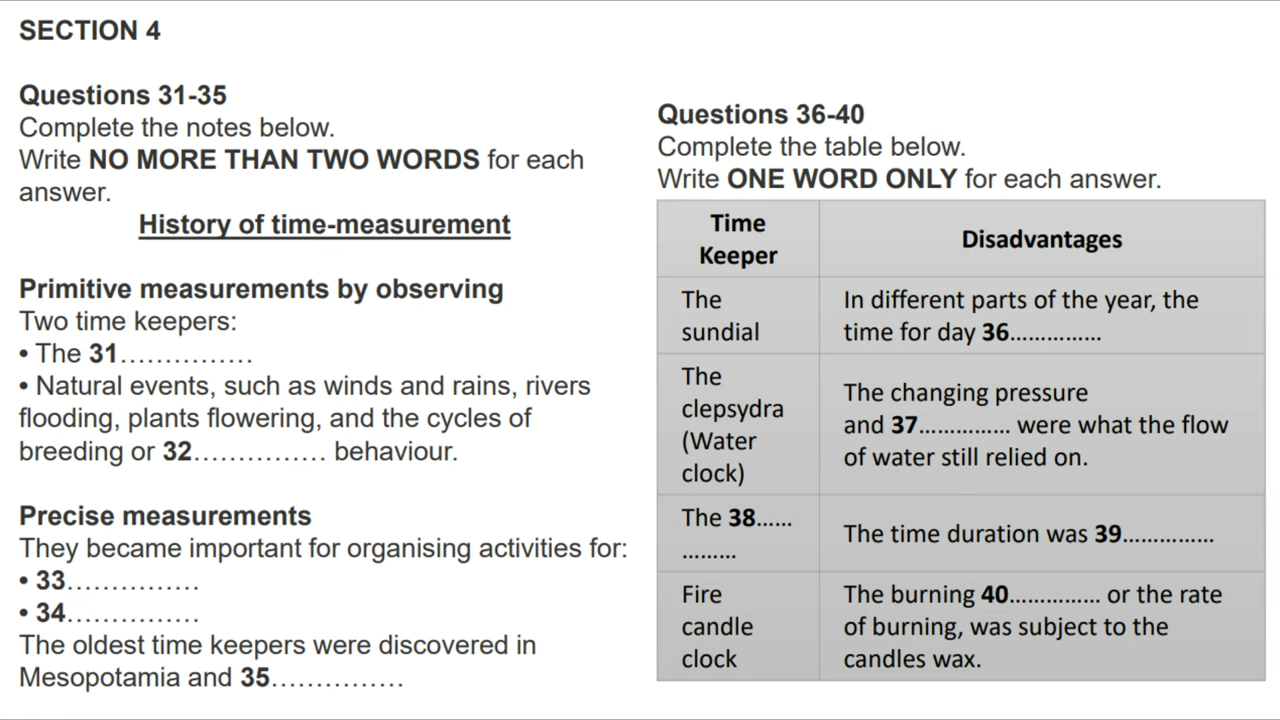 SECTION 4
Questions 31-35
Complete the notes below.
Write NO MORE THAN TWO WORDS for each
answer.
History of time-measurement
Primitive measurements by observing
Two time keepers:
• The 31……………
• Natural events, such as winds and rains, rivers
flooding, plants flowering, and the cycles of
breeding or 32…………… behaviour.
Precise measurements
They became important for organising activities for:
• 33……………
• 34……………
The oldest time keepers were discovered in
Mesopotamia and 35……………
Questions 36-40
Complete the table below.
Write ONE WORD ONLY for each answer.
Time
Keeper
Disadvantages
The
sundial
In different parts of the year, the
time for day 36……………
The
clepsydra
(Water
clock)
The changing pressure
and 37…………… were what the flow
of water still relied on.
The 38……
………
The time duration was 39……………
Fire
candle
clock
The burning 40…………… or the rate
of burning, was subject to the
candles wax.